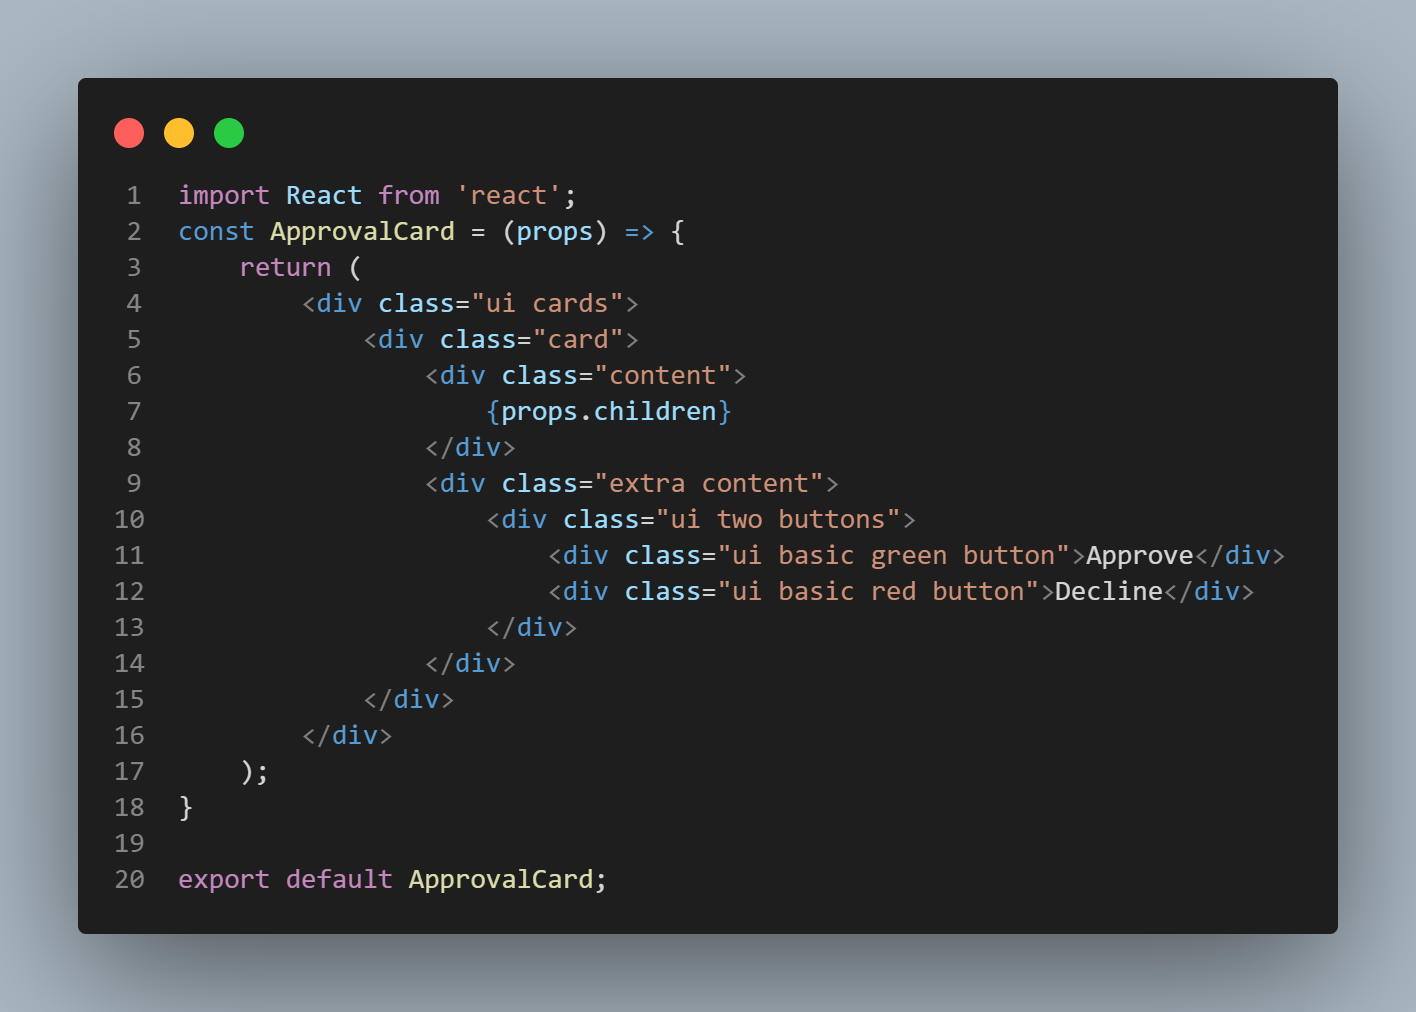 1 import React from 'react';
2 const ApprovalCard = (props) => {
3     return (
4         <div class="ui cards">
5             <div class="card">
6                 <div class="content">
7                     {props.children}
8                 </div>
9                 <div class="extra content">
10                     <div class="ui two buttons">
11                         <div class="ui basic green button">Approve</div>
12                         <div class="ui basic red button">Decline</div>
13                     </div>
14                 </div>
15             </div>
16         </div>
17     );
18 }
19
20 export default ApprovalCard;